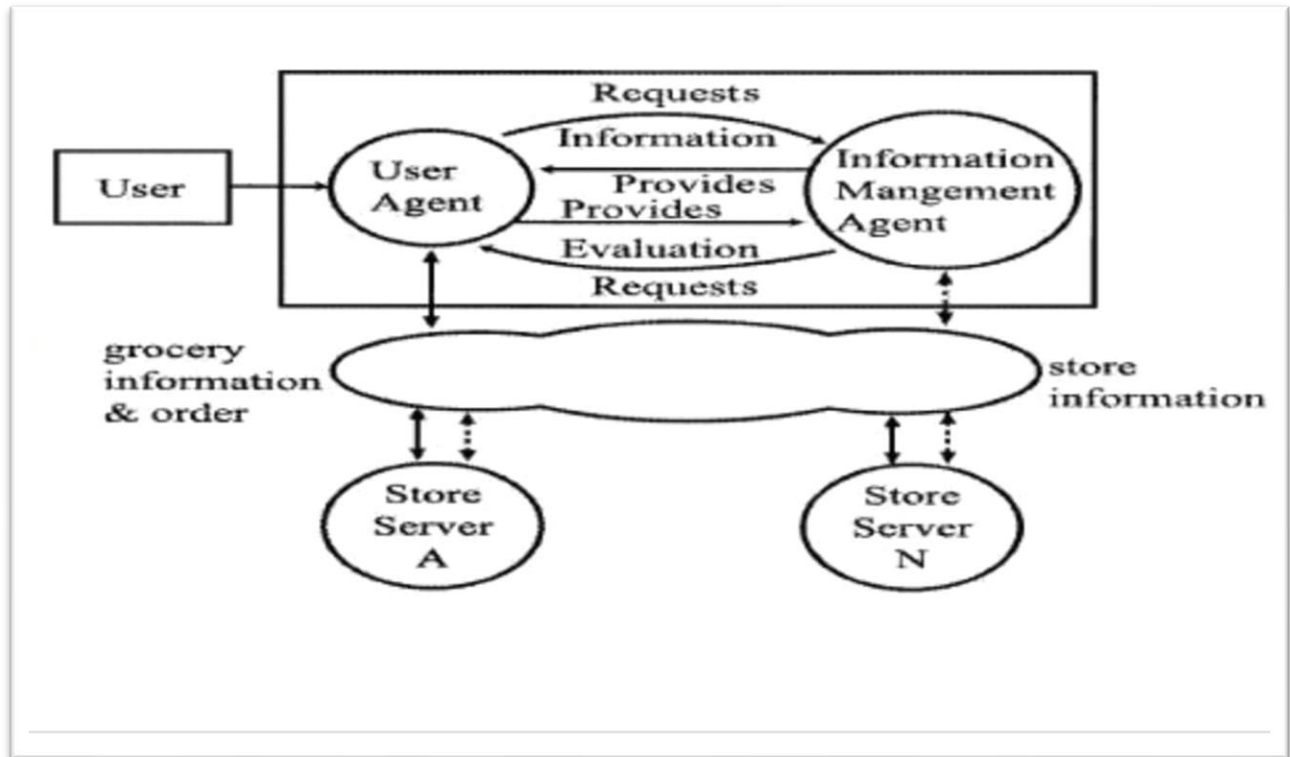 Requests
Information
Provides
Provides
Evaluation
Requests
User
User
Agent
Information
Mangement
Agent
grocery
information
& order
store
information
Store
Server
A
Store
Server
N